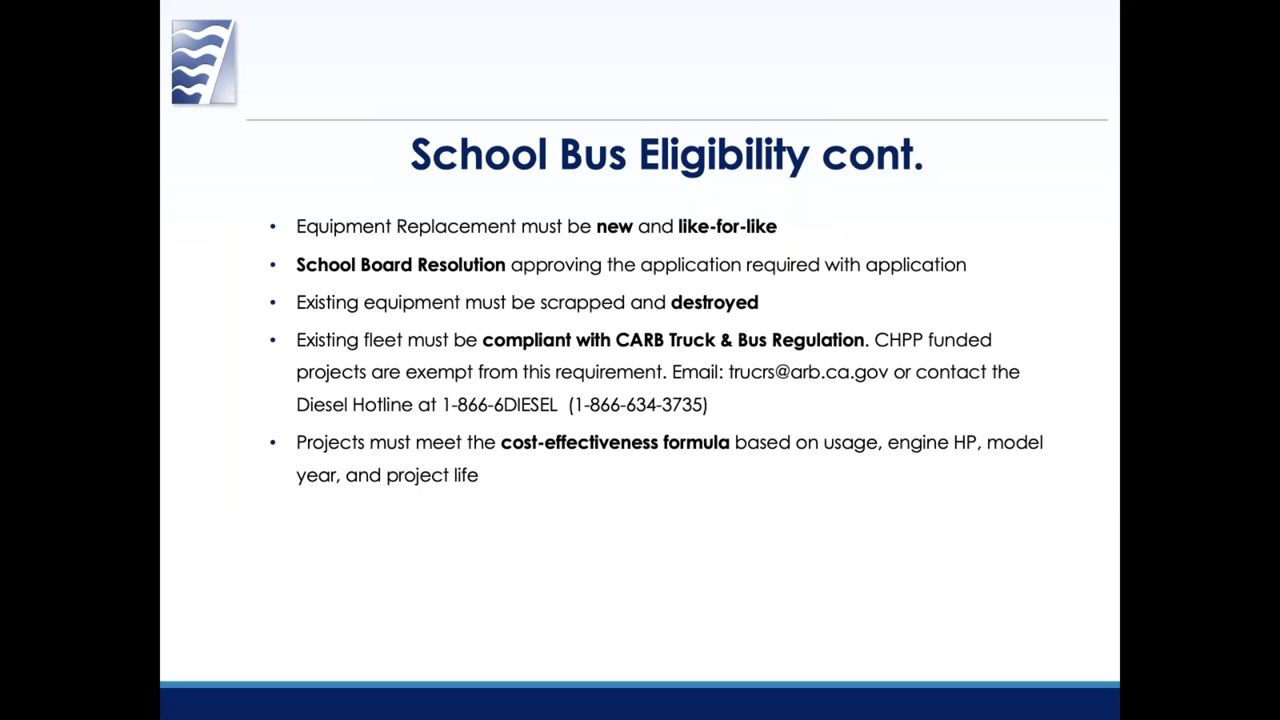 School Bus Eligibility cont.
• Equipment Replacement must be new and like-for-like
• School Board Resolution approving the application required with application
• Existing equipment must be scrapped and destroyed
• Existing fleet must be compliant with CARB Truck & Bus Regulation. CHPP funded
projects are exempt from this requirement. Email: trucrs@arb.ca.gov or contact the
Diesel Hotline at 1-866-6DIESEL (1-866-634-3735)
• Projects must meet the cost-effectiveness formula based on usage, engine HP, model
year, and project life